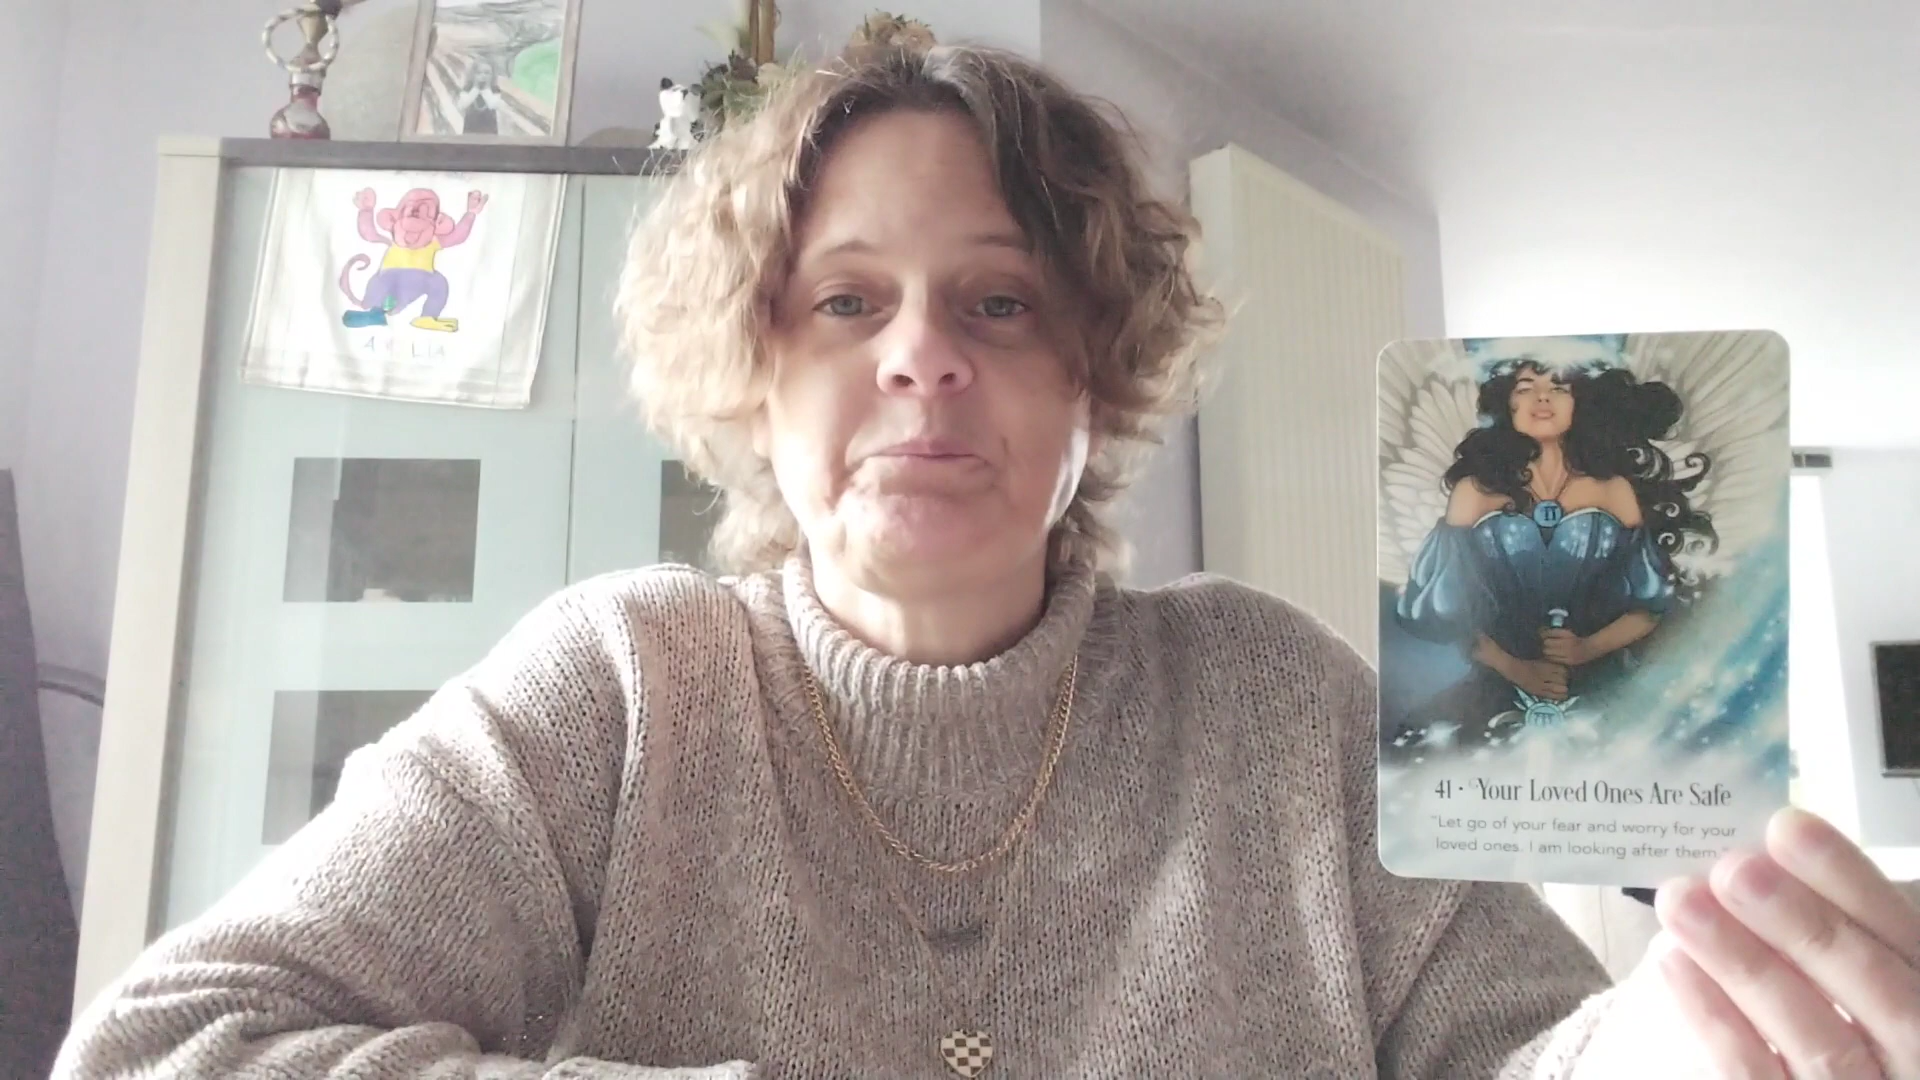 41 · Your Loved Ones Are Safe
"Let go of your fear and worry for your
loved ones. I am looking after them."